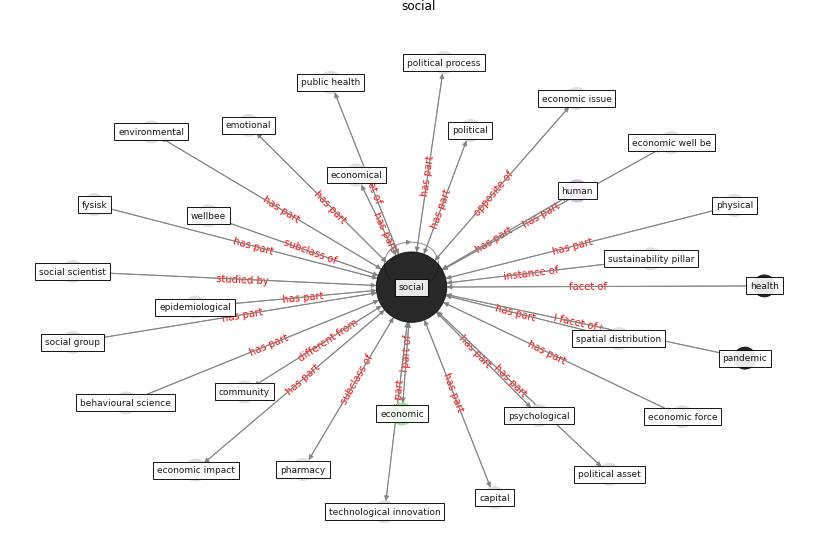 social
political process
public health
economic issue
emotional
political
environmental
economic well be
has part
economical
et of
opposite of
human
has part
has part
has part
fysisk
has part
has part
physical
wellbee
has part
has part
has part
subclass of
has part
sustainability pillar
social scientist
studied by
instance of
social
facet of
health
epidemiological
has part
has part
has part
social group
different from
facet of
spatial distribution
has part
part of
has part
pandemic
behavioural science
has part
subclass of
part
has part
has part
community
economic
psychological
economic force
economic impact
pharmacy
political asset
technological innovation
capital